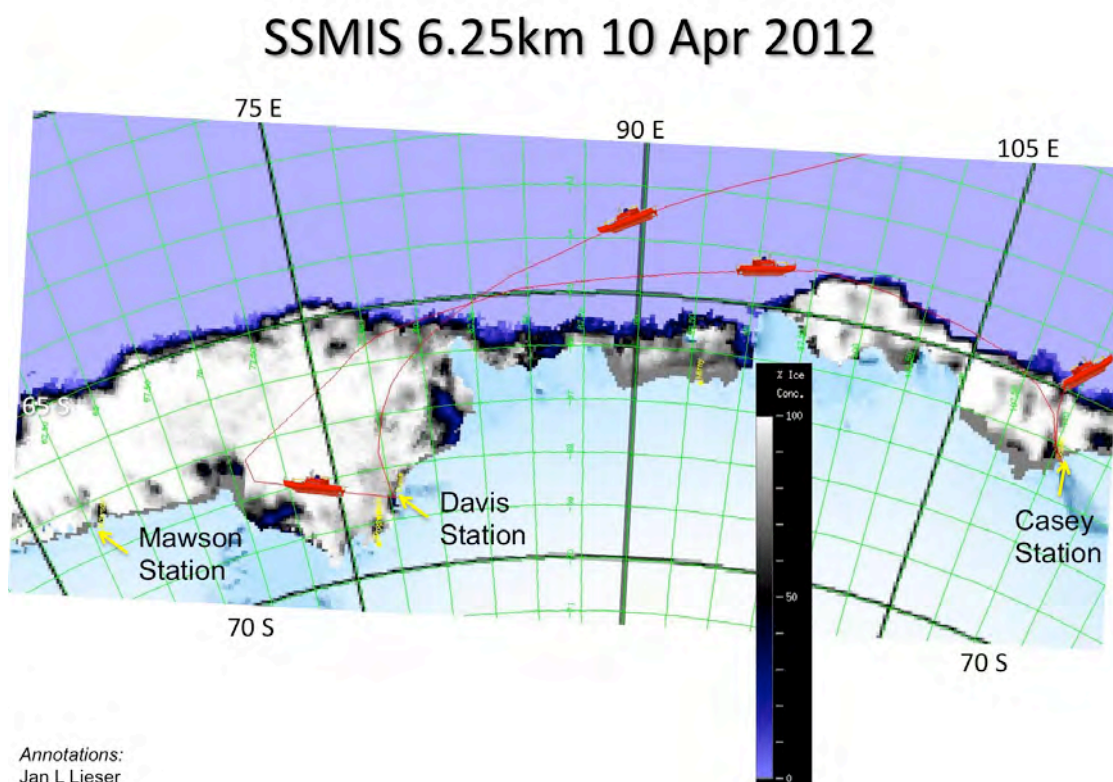 SSMIS 6.25km 10 Apr 2012
75 E
90 E
105 E
65 S
% Ice
Conc.
100
50
0
Mawson
Station
Davis
Station
Casey
Station
70 S
70 S
Annotations:
Jan L Lieser